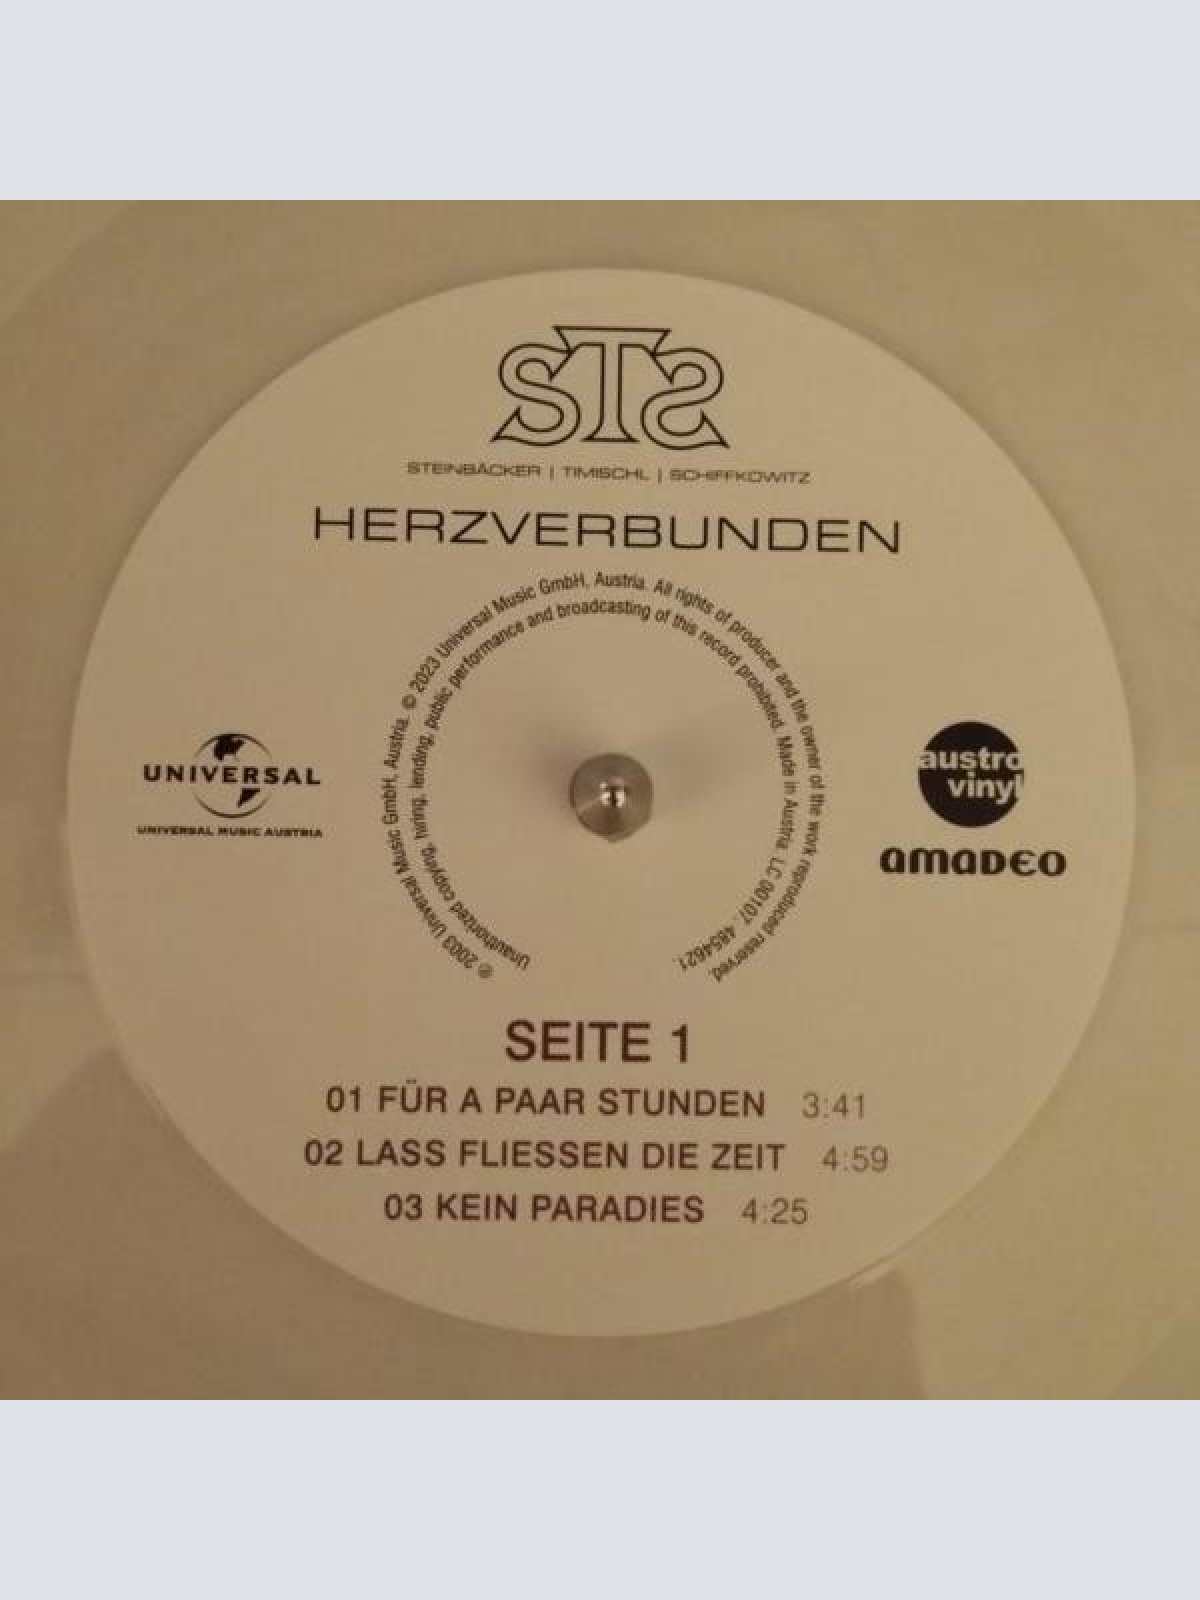 STS
STEINBÄCKER | TIMISCHL | SCHIFFKOWITZ
HERZVERBUNDEN
℗ 2003 Universal Music GmbH, Austria. © 2023 Universal Music GmbH, Austria. All rights of producer and the owner of the work reproduced reserved.
Unauthorized copying, hiring, lending, public performance and broadcasting of this record prohibited. Made in Austria. LC 00107. 4854621.
UNIVERSAL
UNIVERSAL MUSIC AUSTRIA
austro
vinyl
amadeo
SEITE 1
01 FÜR A PAAR STUNDEN 3:41
02 LASS FLIESSEN DIE ZEIT 4:59
03 KEIN PARADIES 4:25